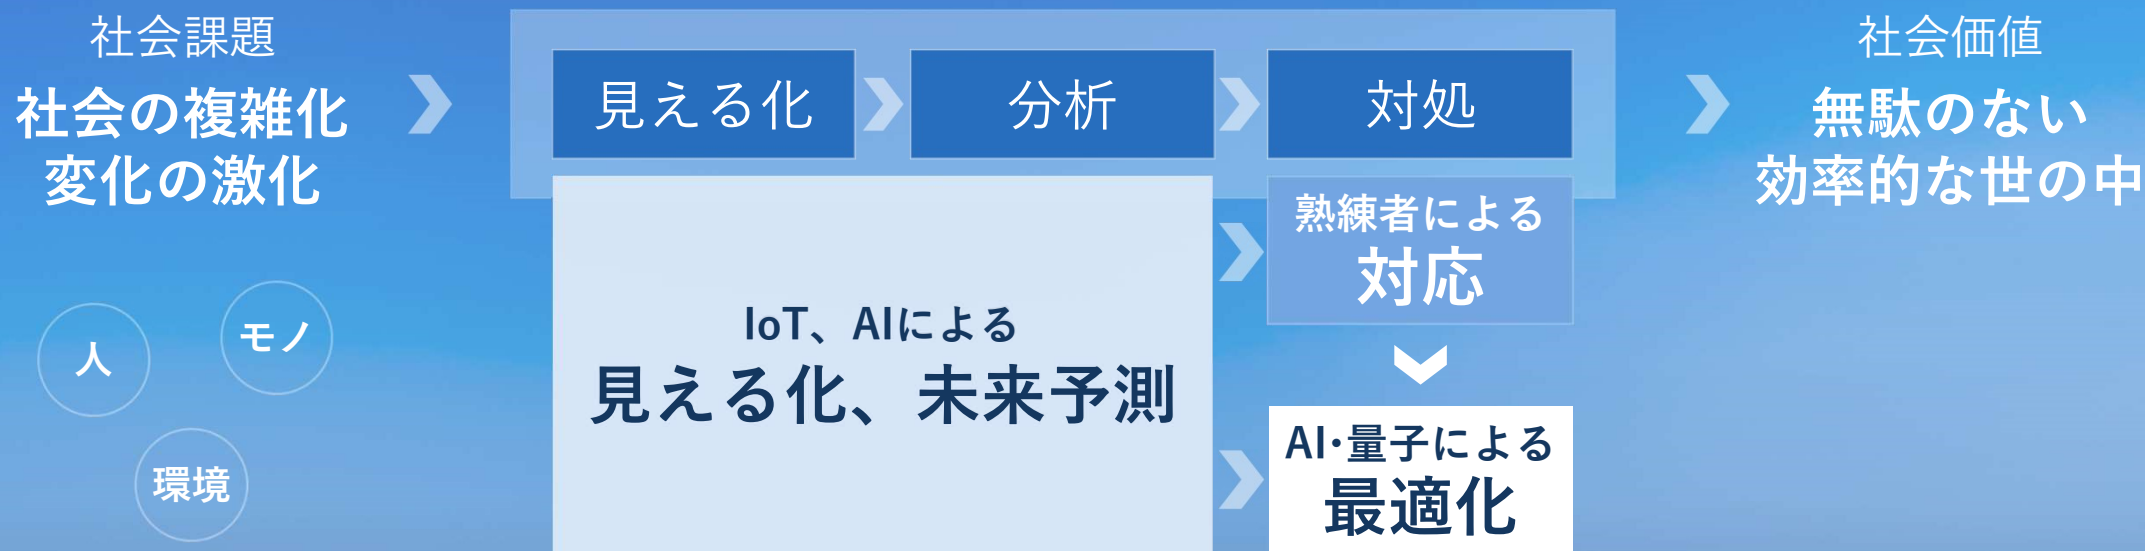 社会課題
社会の複雑化
変化の激化
人
モノ
環境
見える化
分析
対処
IoT、AIによる
見える化、未来予測
熟練者による
対応
AI･量子による
最適化
社会価値
無駄のない
効率的な世の中